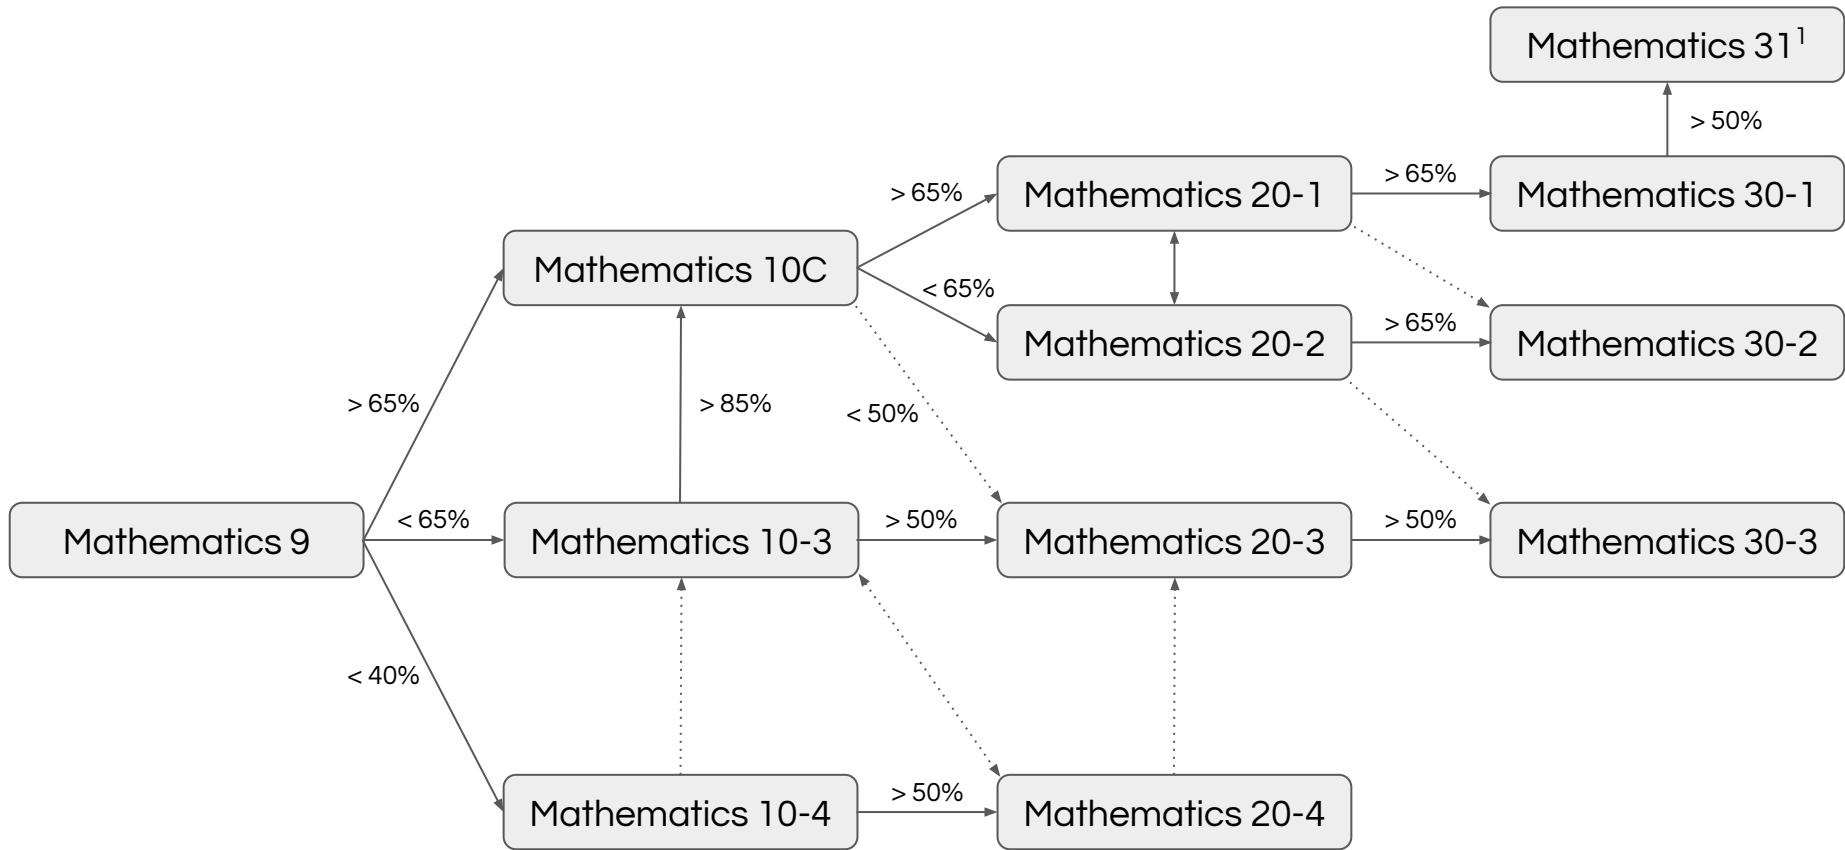 Mathematics 31¹
> 50%
> 65%
Mathematics 20-1
> 65%
Mathematics 30-1
Mathematics 10C
< 65%
Mathematics 20-2
> 65%
Mathematics 30-2
> 65%
> 85%
< 50%
Mathematics 9
< 65%
Mathematics 10-3
> 50%
Mathematics 20-3
> 50%
Mathematics 30-3
< 40%
Mathematics 10-4
> 50%
Mathematics 20-4